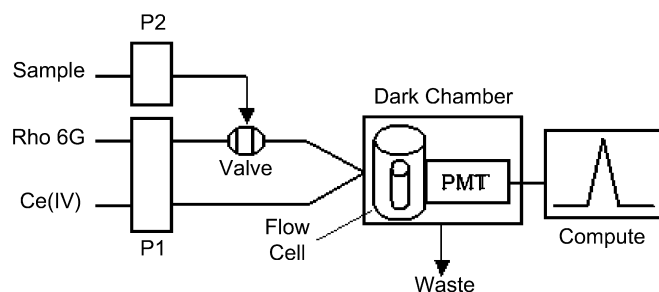 P2
Sample
Dark Chamber
Rho 6G
Valve
PMT
Ce(IV)
Flow
Cell
P1
Compute
Waste